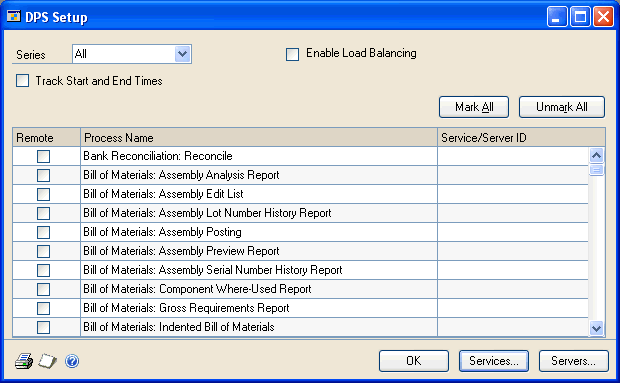 DPS Setup
Series All Enable Load Balancing
Track Start and End Times
Mark All Unmark All
Remote Process Name Service/Server ID
Bank Reconciliation: Reconcile
Bill of Materials: Assembly Analysis Report
Bill of Materials: Assembly Edit List
Bill of Materials: Assembly Lot Number History Report
Bill of Materials: Assembly Posting
Bill of Materials: Assembly Preview Report
Bill of Materials: Assembly Serial Number History Report
Bill of Materials: Component Where-Used Report
Bill of Materials: Gross Requirements Report
Bill of Materials: Indented Bill of Materials
OK Services... Servers...